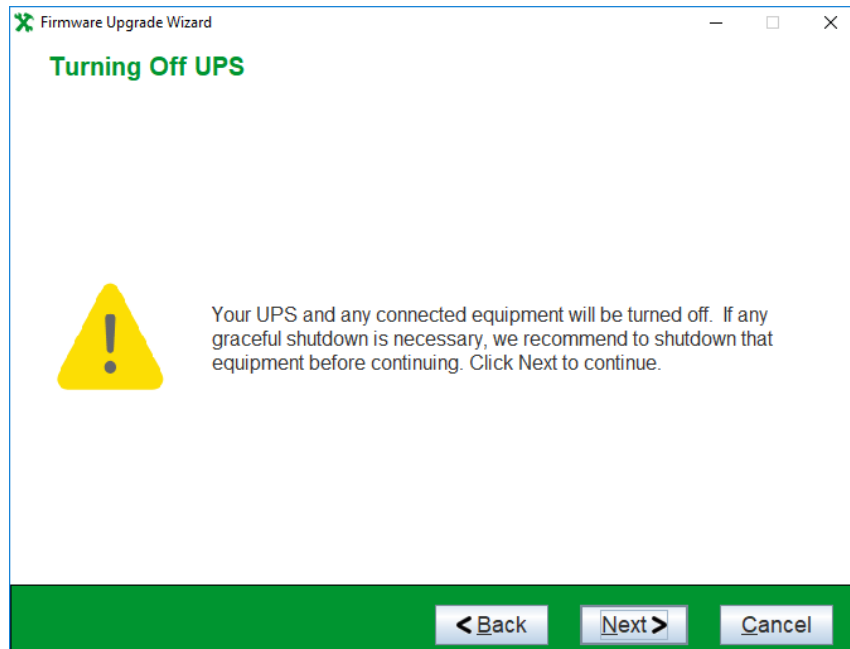 Firmware Upgrade Wizard
Turning Off UPS
Your UPS and any connected equipment will be turned off.  If any
graceful shutdown is necessary, we recommend to shutdown that
equipment before continuing. Click Next to continue.
< Back Next > Cancel